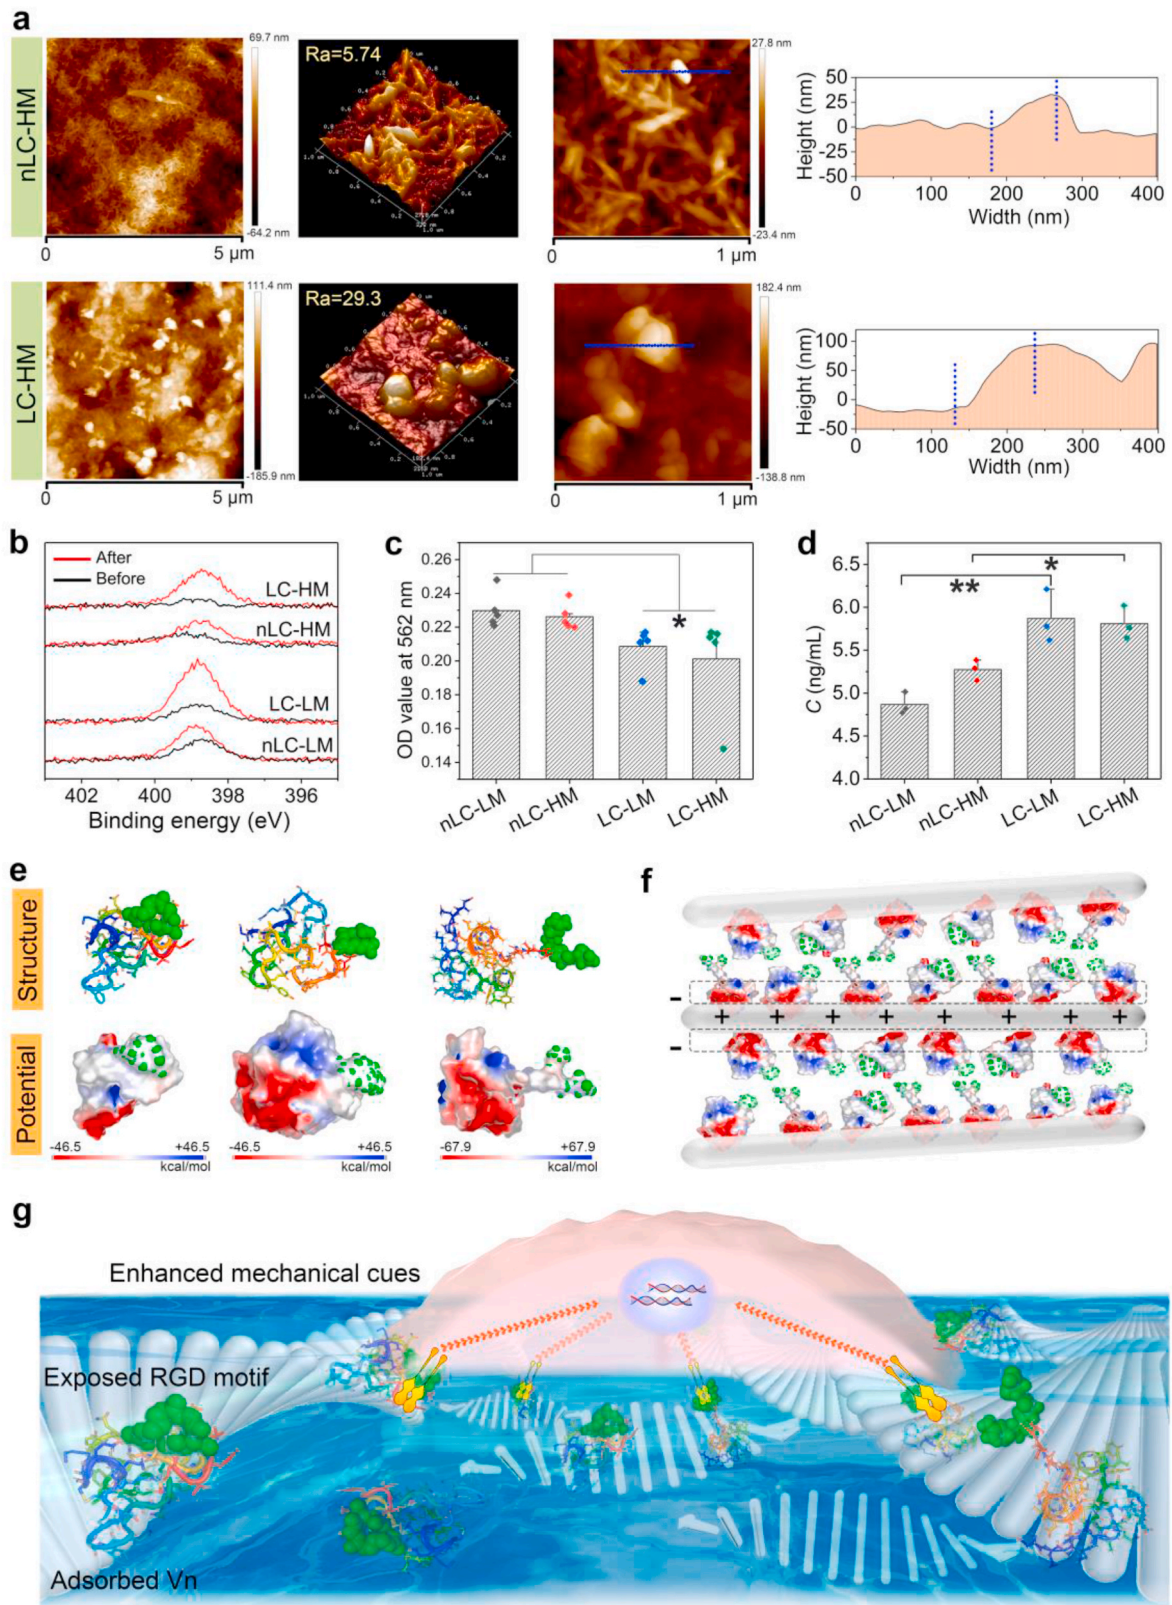 a
nLC-HM
69.7 nm
-64.2 nm
0
5 µm
Ra=5.74
27.8 nm
-23.4 nm
0
1 µm
Height (nm)
50
25
0
-25
-50
0
100
200
300
400
Width (nm)
LC-HM
111.4 nm
-185.9 nm
0
5 µm
Ra=29.3
182.4 nm
-138.8 nm
0
1 µm
Height (nm)
100
50
0
-50
0
100
200
300
400
Width (nm)
b
After
Before
LC-HM
nLC-HM
LC-LM
nLC-LM
402
400
398
396
Binding energy (eV)
c
OD value at 562 nm
0.26
0.24
0.22
0.20
0.18
0.16
0.14
*
nLC-LM
nLC-HM
LC-LM
LC-HM
d
C (ng/mL)
6.5
6.0
5.5
5.0
4.5
4.0
**
*
nLC-LM
nLC-HM
LC-LM
LC-HM
e
Structure
Potential
-46.5
+46.5
kcal/mol
-46.5
+46.5
kcal/mol
-67.9
+67.9
kcal/mol
f
-
+ + + + + + + +
-
g
Enhanced mechanical cues
Exposed RGD motif
Adsorbed Vn